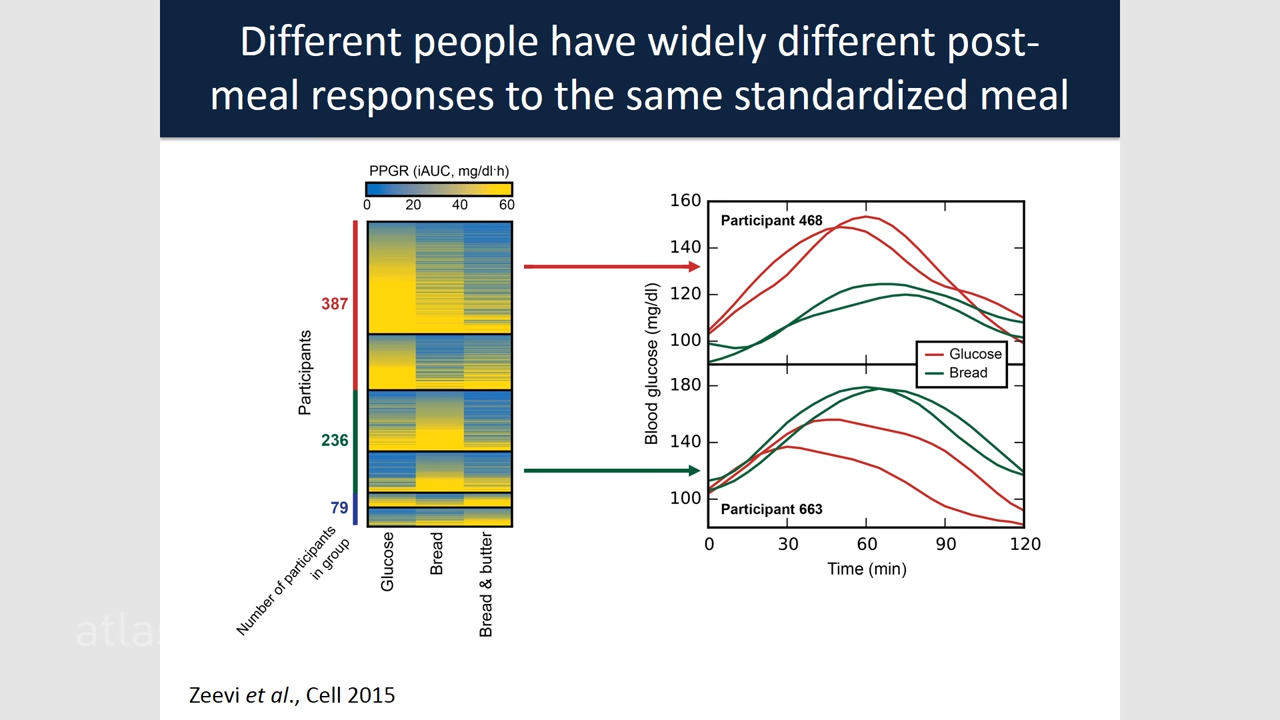 Different people have widely different post-
meal responses to the same standardized meal
PPGR (iAUC, mg/dl·h)
0 20 40 60
Participants
387
236
79
Number of participants
in group
Glucose
Bread
Bread & butter
Blood glucose (mg/dl)
160
140
120
100
Participant 468
Glucose
Bread
180
140
100
Participant 663
0 30 60 90 120
Time (min)
atlas
Zeevi et al., Cell 2015